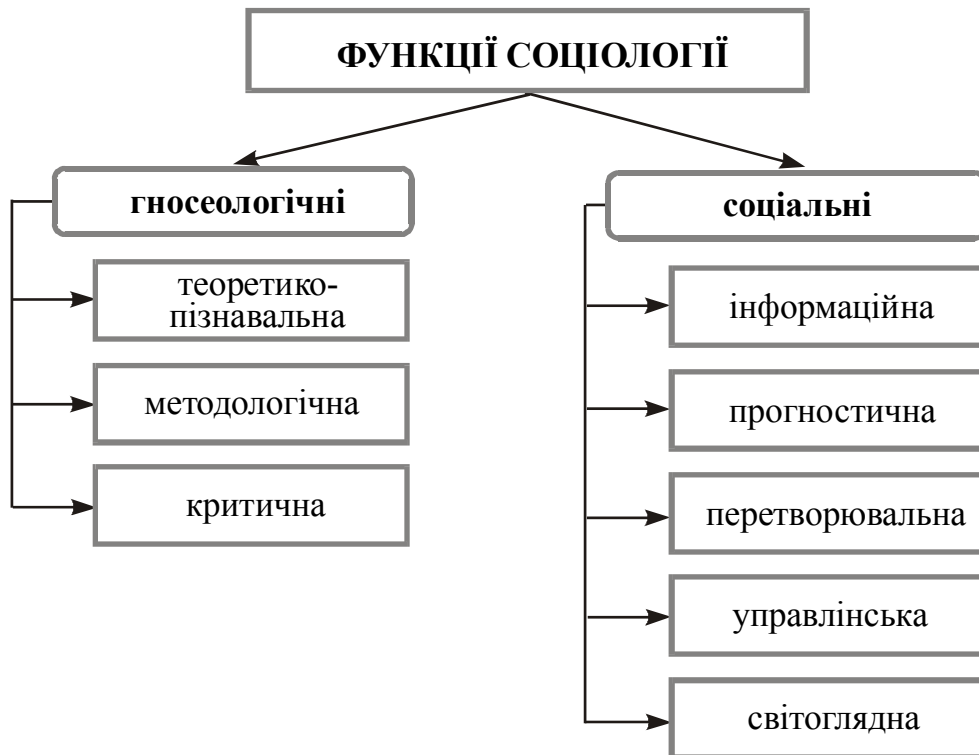 ФУНКЦІЇ СОЦІОЛОГІЇ
гносеологічні
теоретико-
пізнавальна
методологічна
критична
соціальні
інформаційна
прогностична
перетворювальна
управлінська
світоглядна